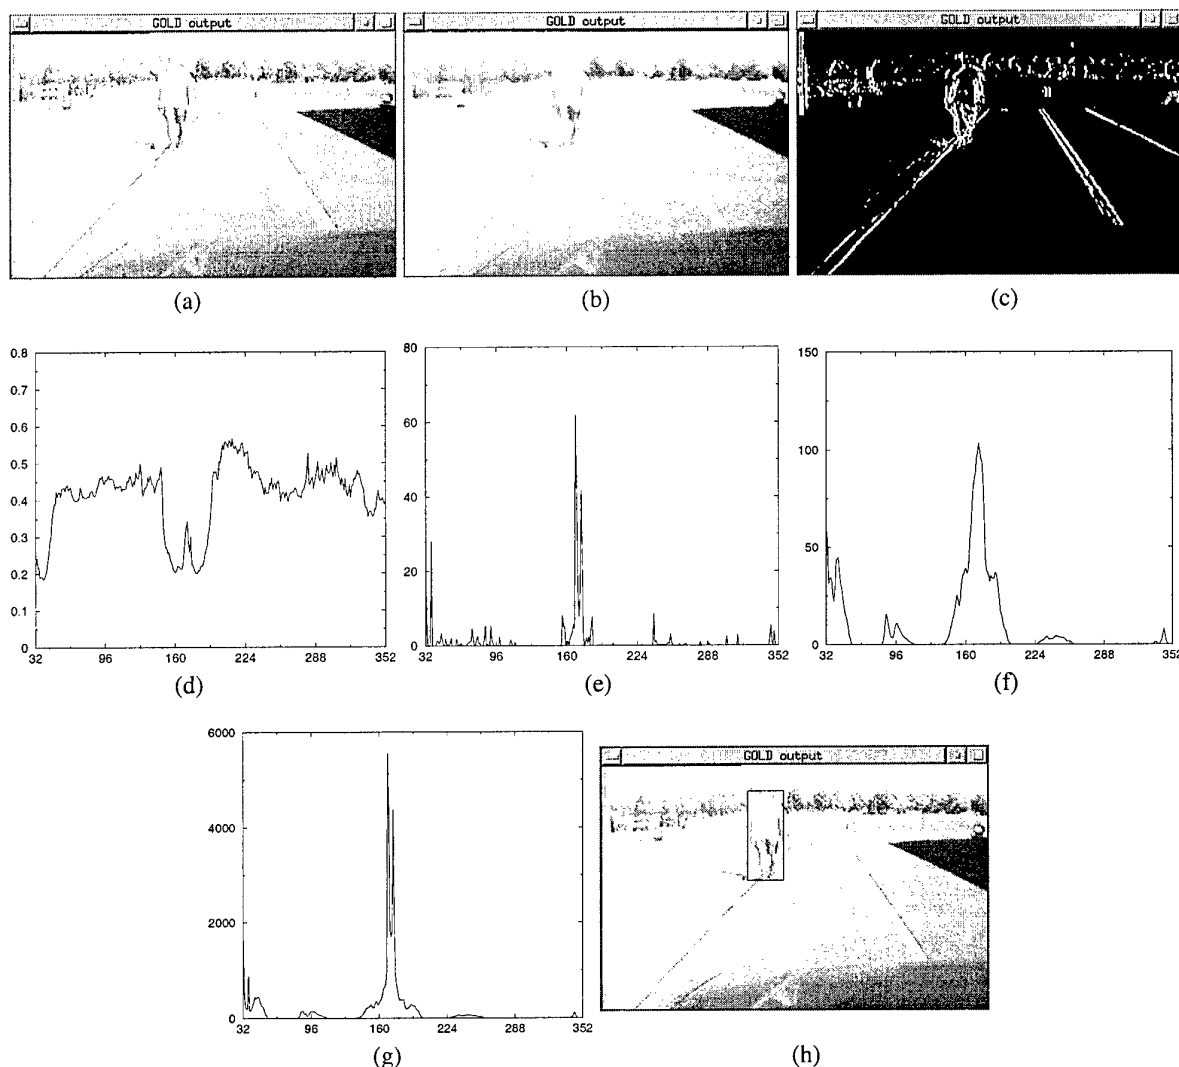 GOLD output
GOLD output
GOLD output
(a)
(b)
(c)
0.8
0.7
0.6
0.5
0.4
0.3
0.2
0.1
0
32 96 160 224 288 352
(d)
80
60
40
20
0
32 96 160 224 288 352
(e)
150
100
50
0
32 96 160 224 288 352
(f)
6000
4000
2000
0
32 96 160 224 288 352
(g)
GOLD output
(h)